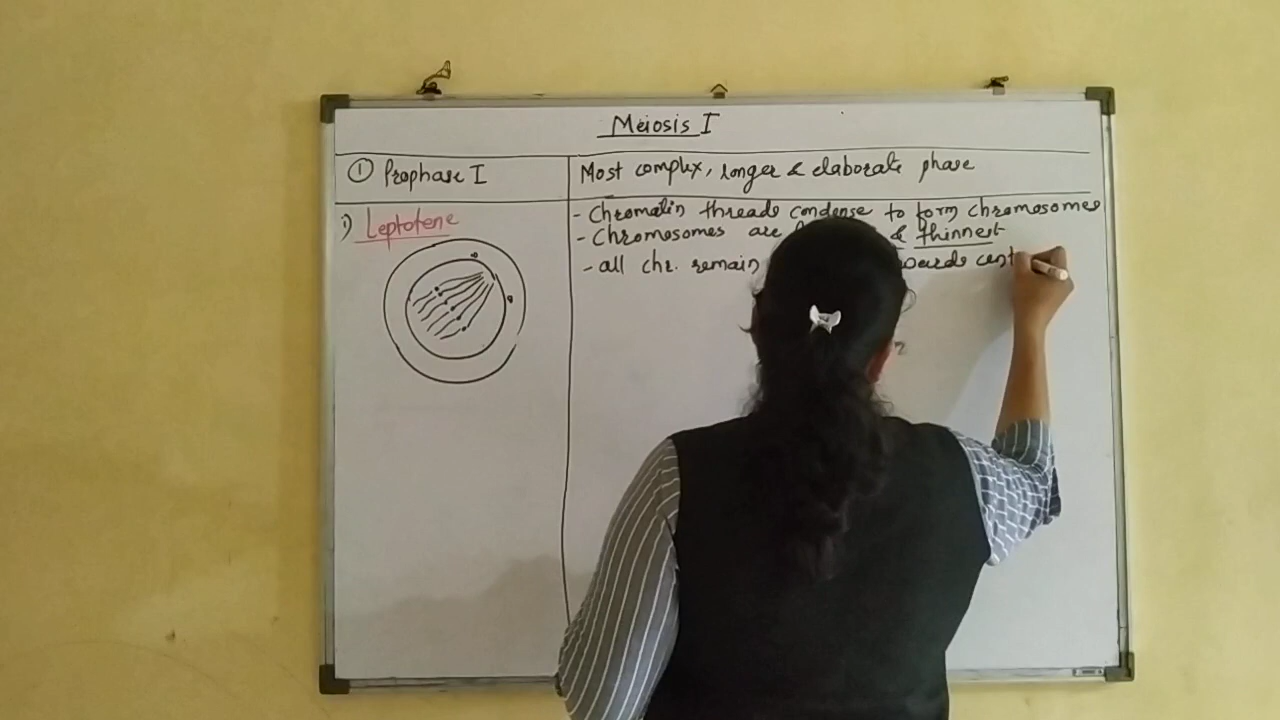 Meiosis I
① Prophase I
Most complex, longer & elaborate phase
i) Leptotene
- Chromatin threads condense to form chromosomes
- Chromosomes are & thinnest
- all chr. remain